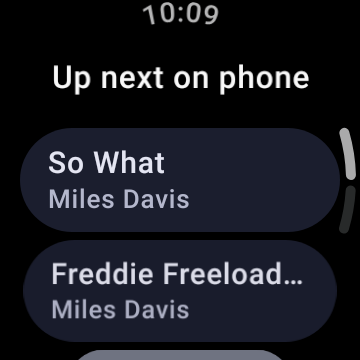 10:09
Up next on phone
So What
Miles Davis
Freddie Freeload...
Miles Davis